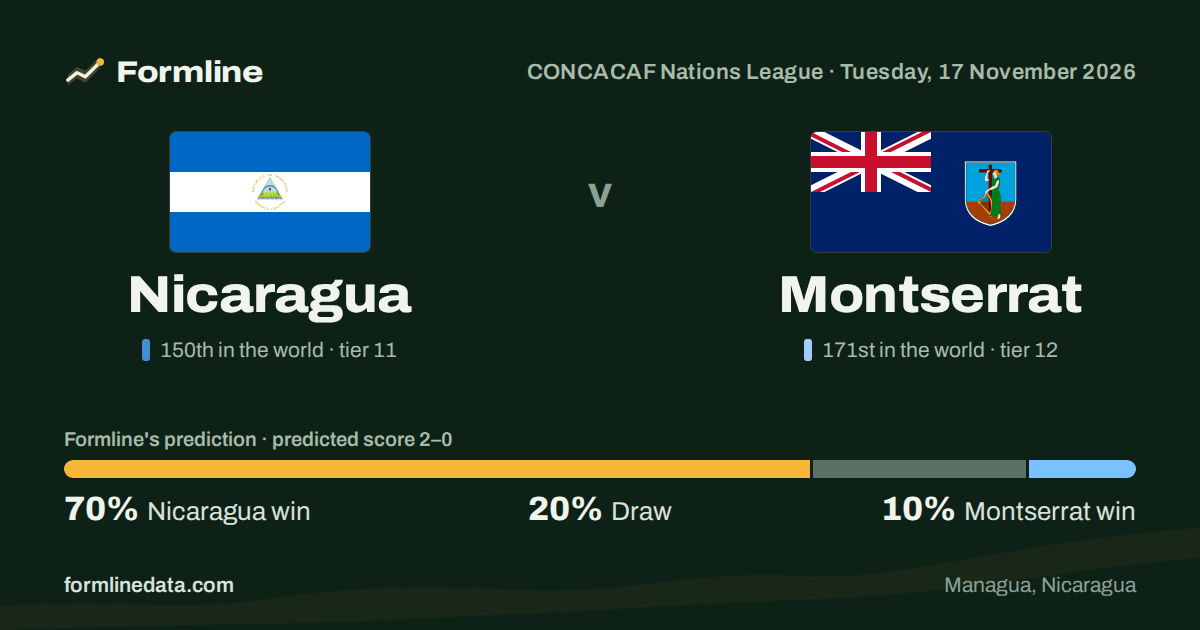 Formline
CONCACAF Nations League · Tuesday, 17 November 2026
v
Nicaragua
Montserrat
150th in the world · tier 11
171st in the world · tier 12
Formline's prediction · predicted score 2–0
70% Nicaragua win
20% Draw
10% Montserrat win
formlinedata.com
Managua, Nicaragua